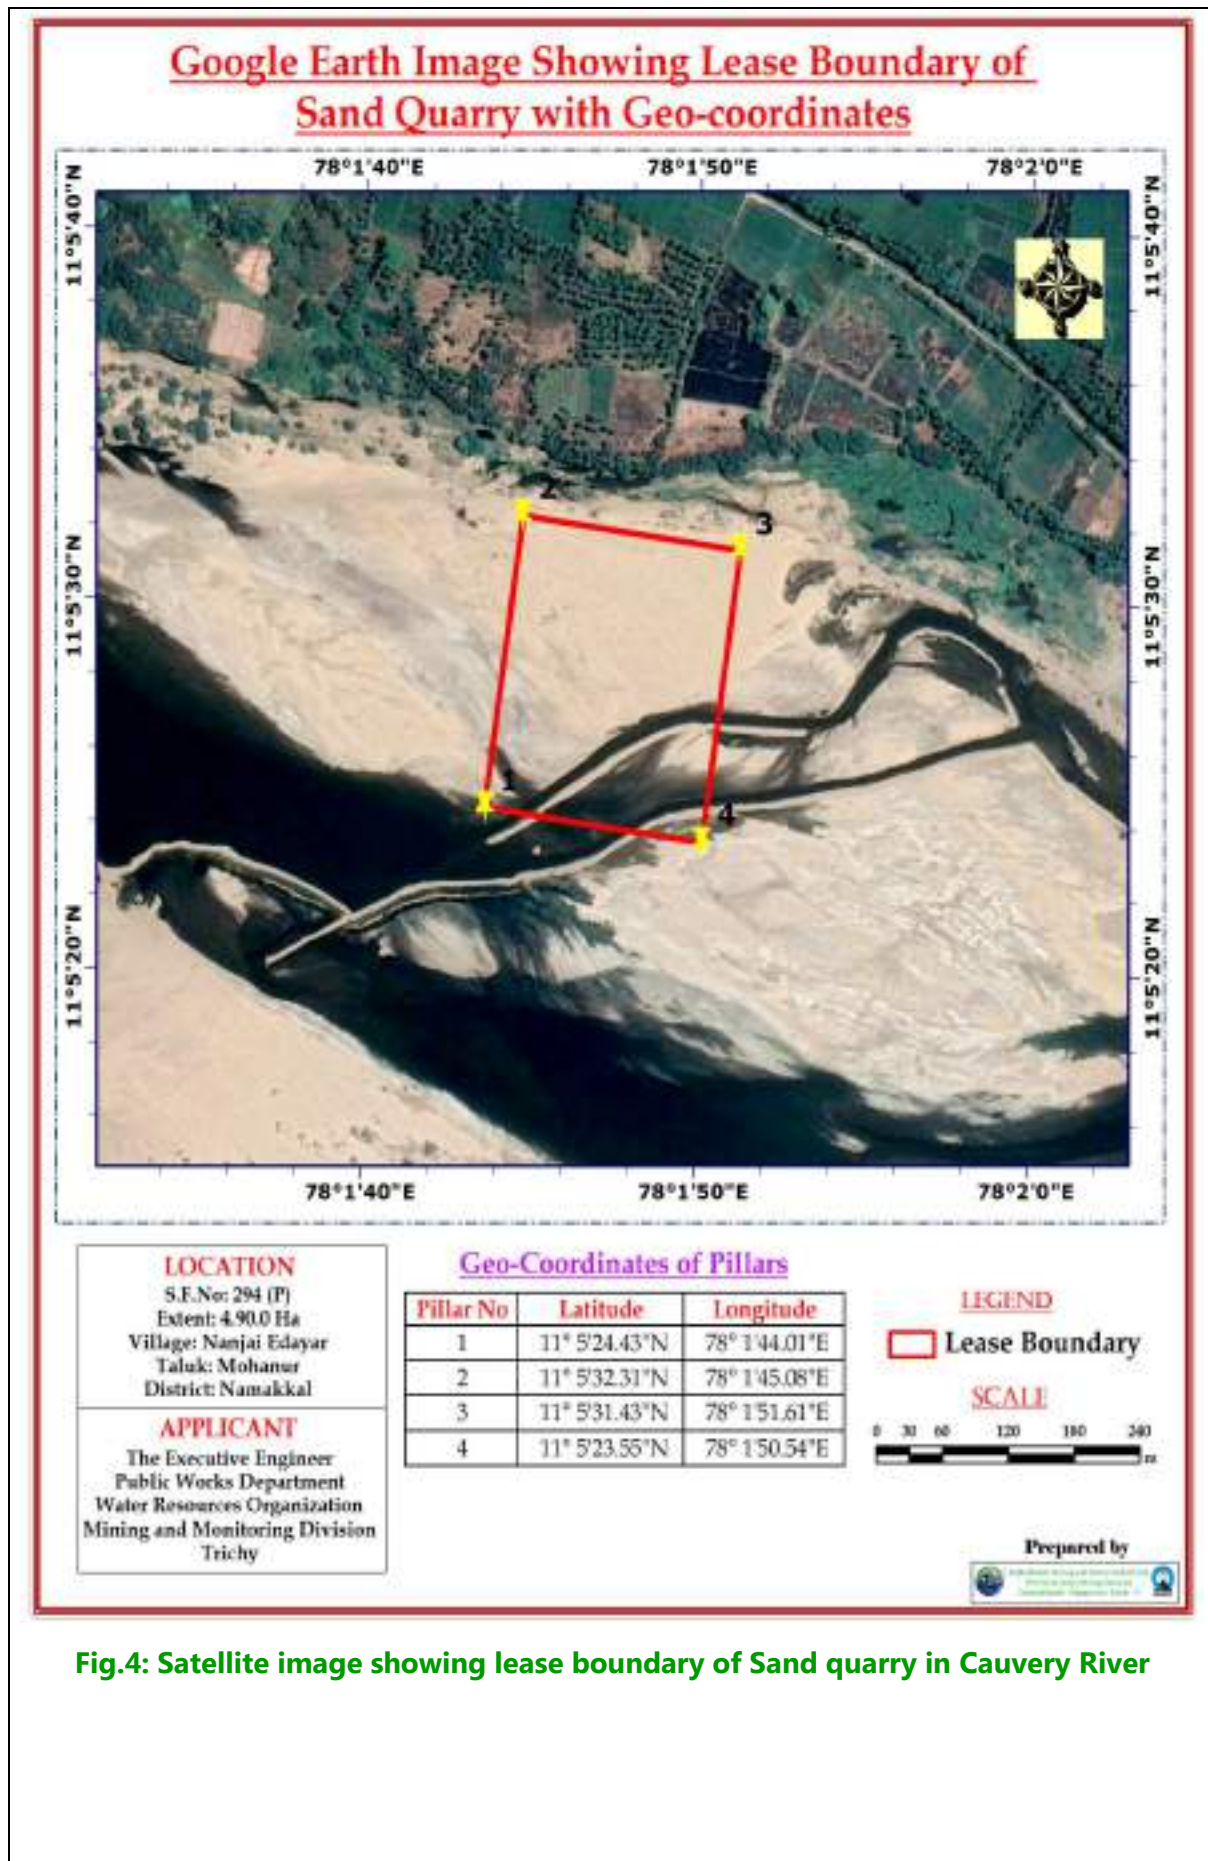 Google Earth Image Showing Lease Boundary of
Sand Quarry with Geo-coordinates
78°1'40"E 78°1'50"E 78°2'0"E
11°5'40"N 11°5'40"N
2
3
11°5'30"N 11°5'30"N
1
4
11°5'20"N 11°5'20"N
78°1'40"E 78°1'50"E 78°2'0"E
LOCATION
S.F.No: 294 (P)
Extent: 4.90.0 Ha
Village: Nanjai Edayar
Taluk: Mohanur
District: Namakkal
APPLICANT
The Executive Engineer
Public Works Department
Water Resources Organization
Mining and Monitoring Division
Trichy
Geo-Coordinates of Pillars
Pillar No Latitude Longitude
1 11° 5'24.43"N 78° 1'44.01"E
2 11° 5'32.31"N 78° 1'45.08"E
3 11° 5'31.43"N 78° 1'51.61"E
4 11° 5'23.55"N 78° 1'50.54"E
LEGEND
Lease Boundary
SCALE
0 30 60 120 180 240
m
Prepared by
Fig.4: Satellite image showing lease boundary of Sand quarry in Cauvery River